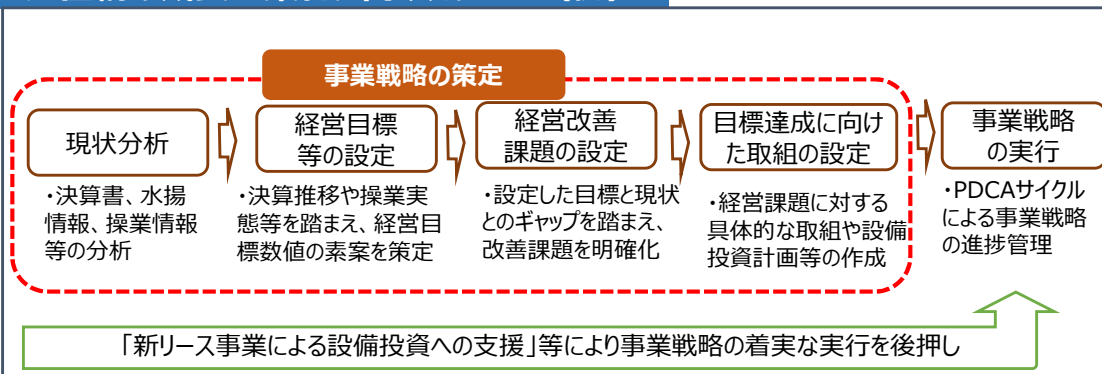 事業戦略の策定
現状分析
・決算書、水揚
情報、操業情報
等の分析
経営目標
等の設定
・決算推移や操業実
態等を踏まえ、経営目
標数値の素案を策定
経営改善
課題の設定
・設定した目標と現状
とのギャップを踏まえ、
改善課題を明確化
目標達成に向け
た取組の設定
・経営課題に対する
具体的な取組や設備
投資計画等の作成
事業戦略
の実行
・PDCAサイクル
による事業戦略
の進捗管理
「新リース事業による設備投資への支援」等により事業戦略の着実な実行を後押し